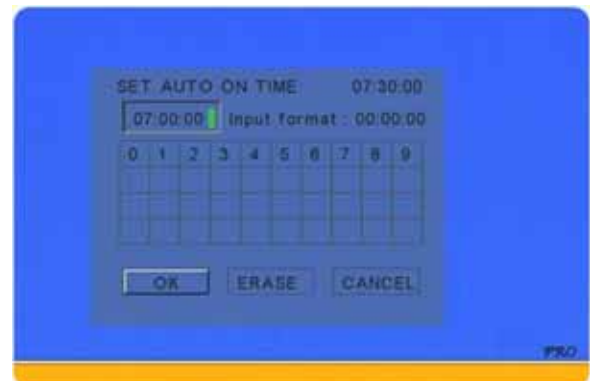 SET AUTO ON TIME 07:30:00
07:00:00 Input format : 00:00:00
0 1 2 3 4 5 6 7 8 9
OK ERASE CANCEL
PRO